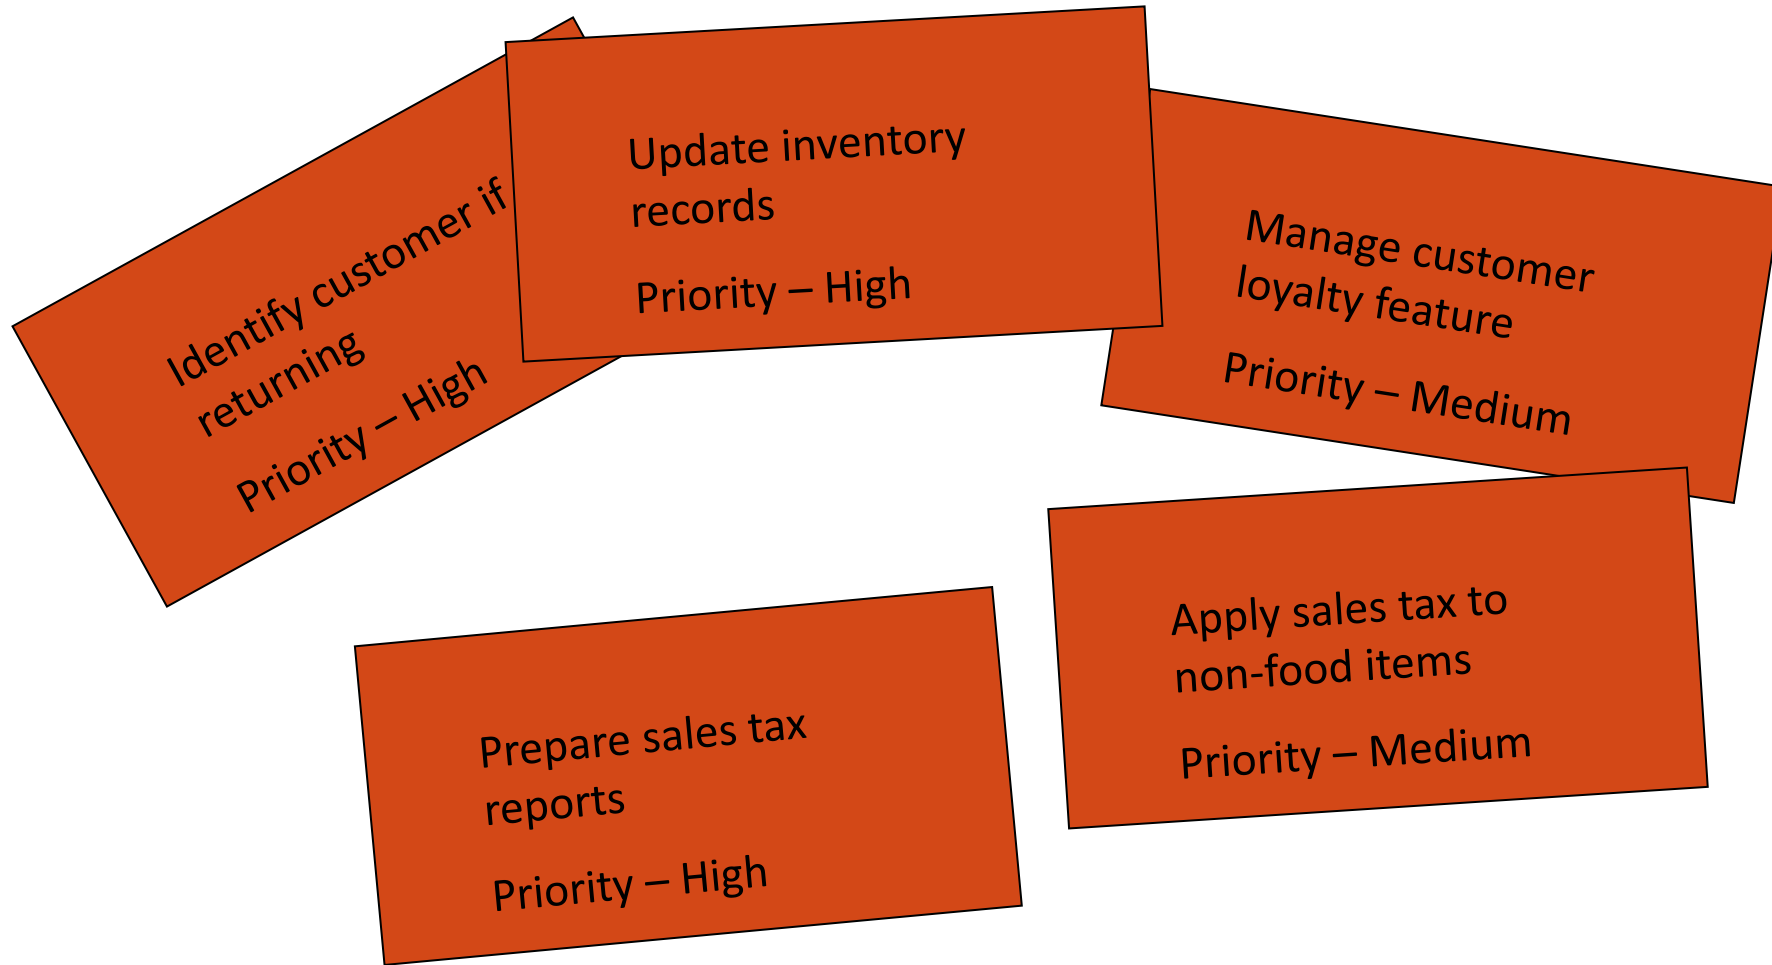 Identify customer if
returning
Priority – High
Update inventory
records
Priority – High
Manage customer
loyalty feature
Priority – Medium
Prepare sales tax
reports
Priority – High
Apply sales tax to
non-food items
Priority – Medium